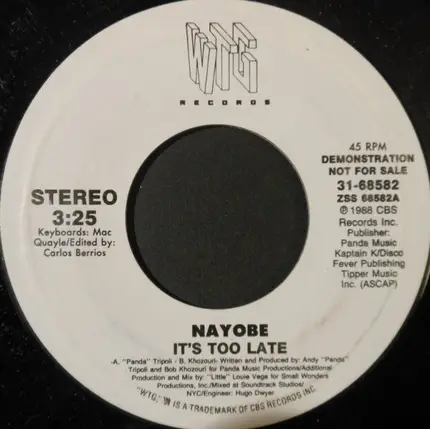 WTG
RECORDS
45 RPM
DEMONSTRATION
NOT FOR SALE
31-68582
ZSS 68582A
℗ 1988 CBS
Records Inc.
Publisher:
Panda Music
Kaptain K/Disco
Fever Publishing
Tipper Music
Inc. (ASCAP)
STEREO
3:25
Keyboards: Mac
Quayle/Edited by:
Carlos Berrios
NAYOBE
IT'S TOO LATE
-A. "Panda" Tripoli - B. Khozouri- Written and Produced by: Andy "Panda"
Tripoli and Bob Khozouri for Panda Music Productions/Additional
Production and Mix by: "Little" Louie Vega for Small Wonders
Productions, Inc./Mixed at Soundtrack Studios/
NYC/Engineer: Hugo Dwyer
"WTG," IS A TRADEMARK OF CBS RECORDS INC.